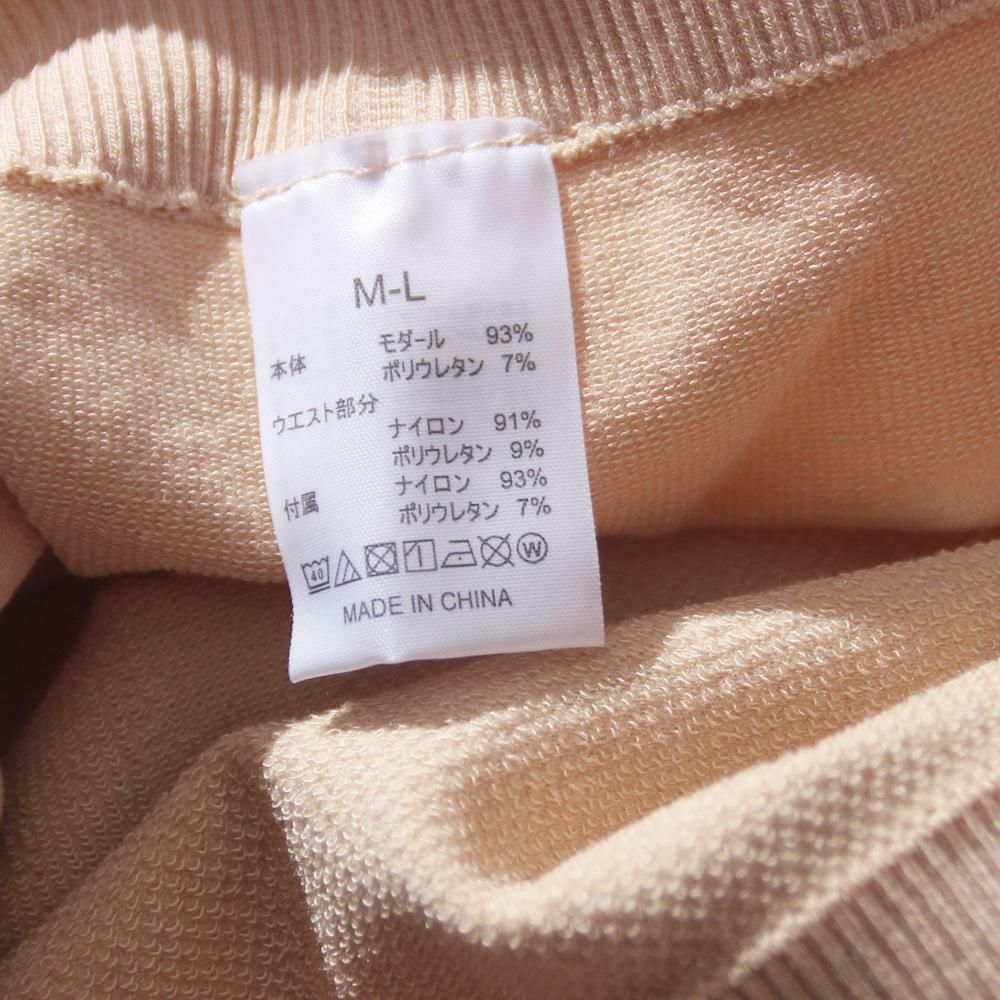 M-L
モダール 93%
本体 ポリウレタン 7%
ウエスト部分
ナイロン 91%
ポリウレタン 9%
ナイロン 93%
付属 ポリウレタン 7%
40 1 W
MADE IN CHINA